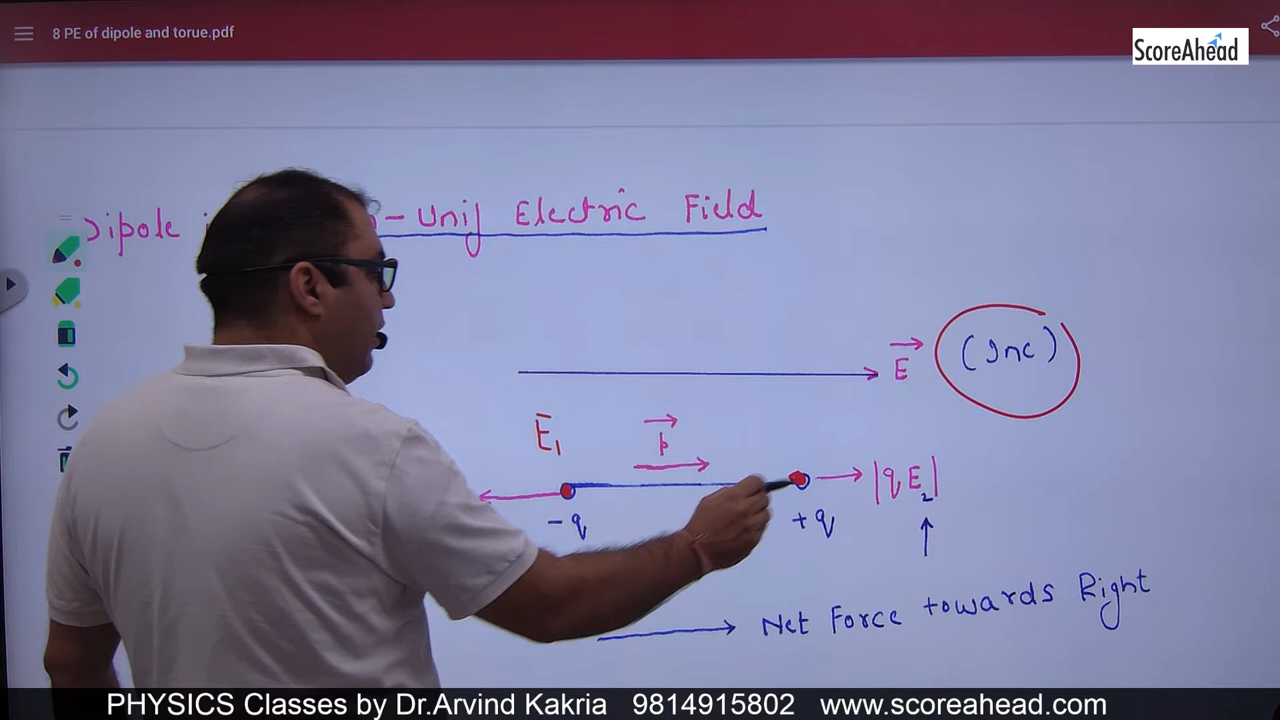 8 PE of dipole and torue.pdf
ScoreAhead
Dipole
- Unif Electric Field
E (Inc)
E1
p
|q E2|
- q
+ q
Net Force towards Right
PHYSICS Classes by Dr.Arvind Kakria 9814915802 www.scoreahead.com